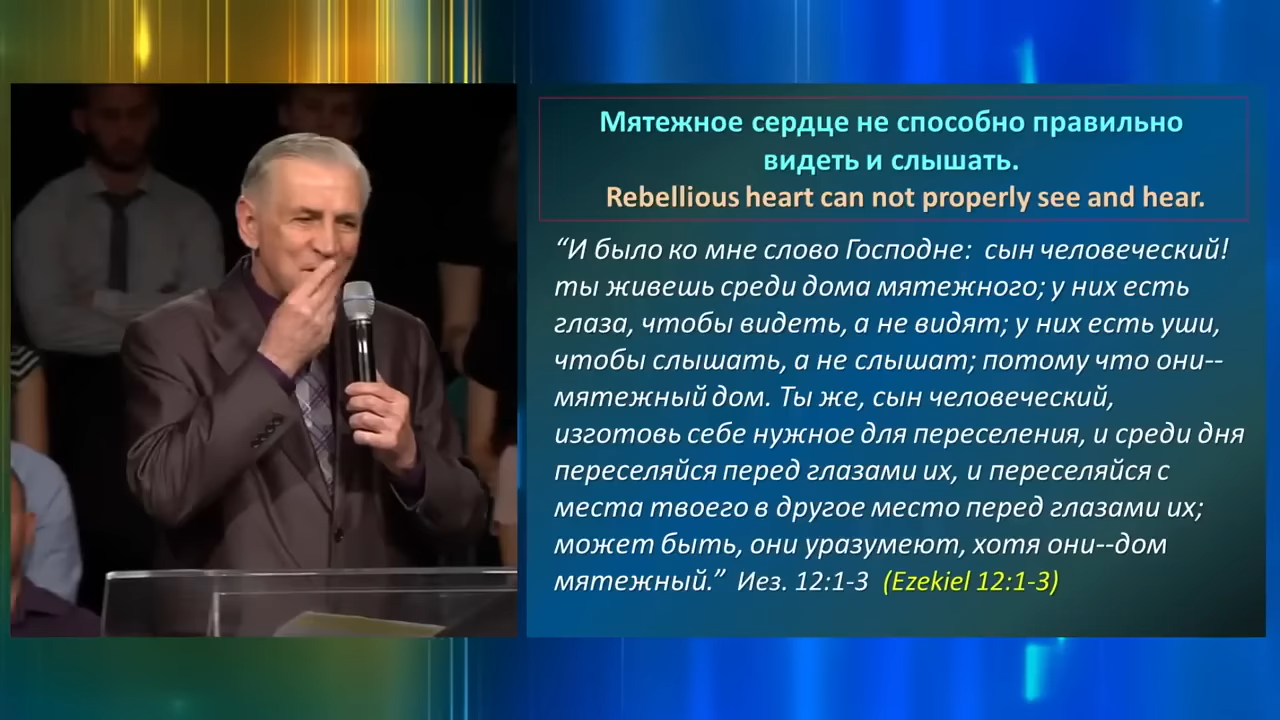 Мятежное сердце не способно правильно
видеть и слышать.
Rebellious heart can not properly see and hear.
“И было ко мне слово Господне: сын человеческий!
ты живешь среди дома мятежного; у них есть
глаза, чтобы видеть, а не видят; у них есть уши,
чтобы слышать, а не слышат; потому что они--
мятежный дом. Ты же, сын человеческий,
изготовь себе нужное для переселения, и среди дня
переселяйся перед глазами их, и переселяйся с
места твоего в другое место перед глазами их;
может быть, они уразумеют, хотя они--дом
мятежный.” Иез. 12:1-3 (Ezekiel 12:1-3)